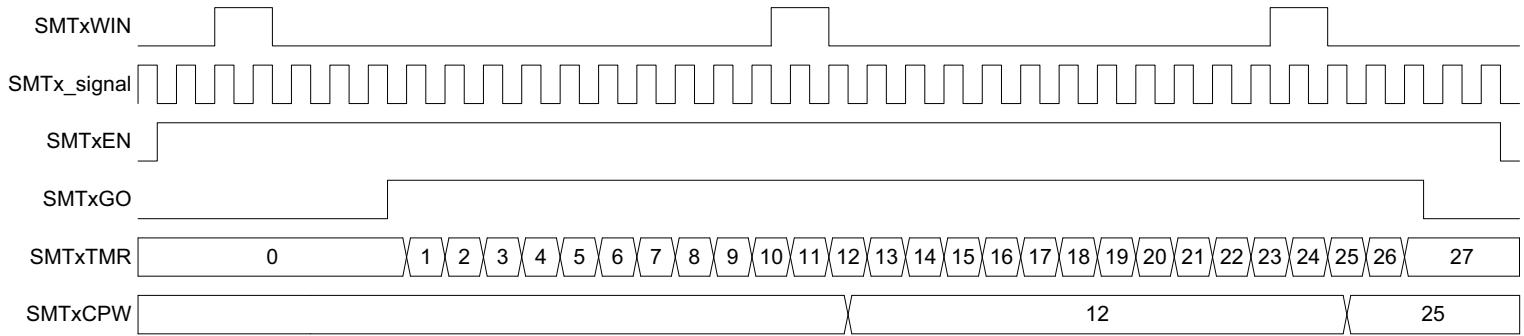 SMTxWIN
SMTx_signal
SMTxEN
SMTxGO
SMTxTMR 0 1 2 3 4 5 6 7 8 9 10 11 12 13 14 15 16 17 18 19 20 21 22 23 24 25 26 27
SMTxCPW 12 25